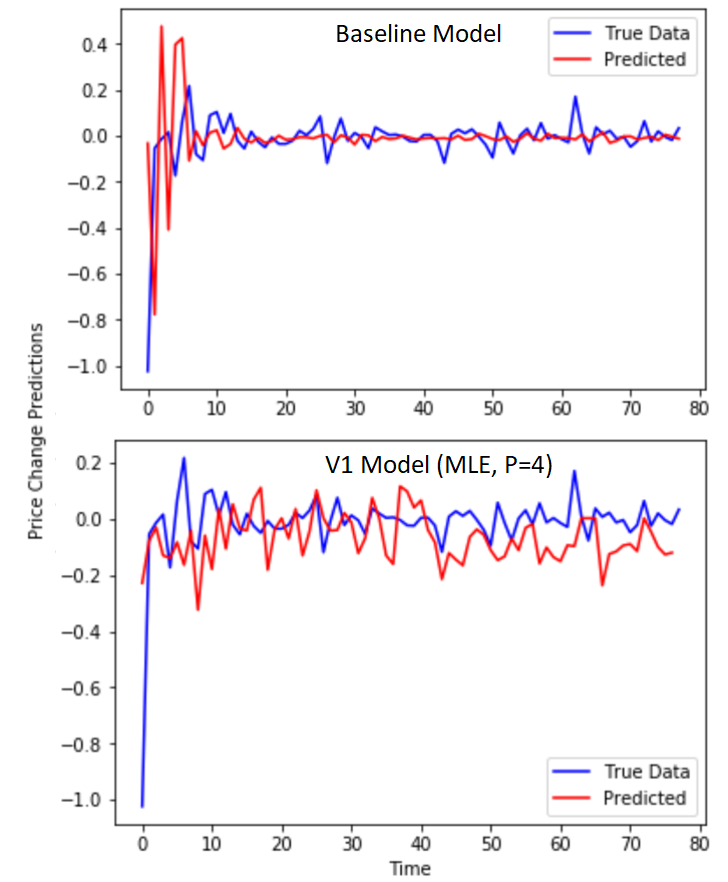 Baseline Model
True Data
Predicted
0.4
0.2
0.0
−0.2
−0.4
−0.6
−0.8
−1.0
0 10 20 30 40 50 60 70 80
Price Change Predictions
V1 Model (MLE, P=4)
0.2
0.0
−0.2
−0.4
−0.6
−0.8
−1.0
True Data
Predicted
0 10 20 30 40 50 60 70 80
Time